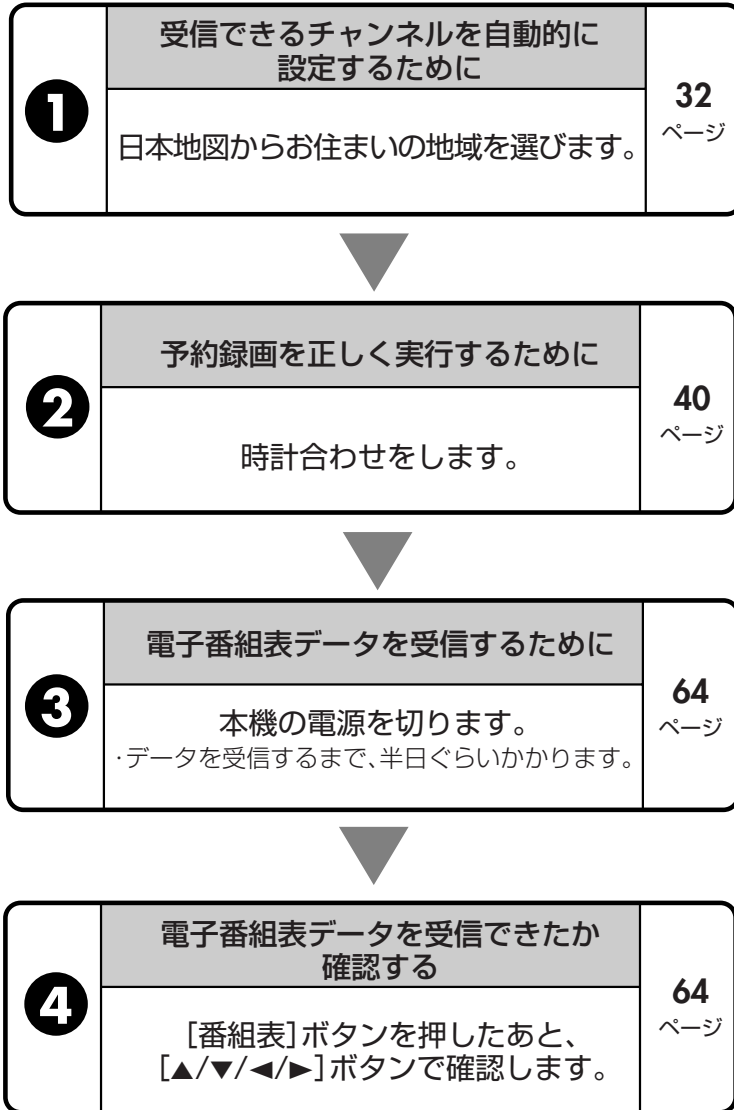 ❶
受信できるチャンネルを自動的に
設定するために
日本地図からお住まいの地域を選びます。
32
ページ
❷
予約録画を正しく実行するために
時計合わせをします。
40
ページ
❸
電子番組表データを受信するために
本機の電源を切ります。
・データを受信するまで、半日ぐらいかかります。
64
ページ
❹
電子番組表データを受信できたか
確認する
［番組表］ボタンを押したあと、
［▲/▼/◀/▶］ボタンで確認します。
64
ページ